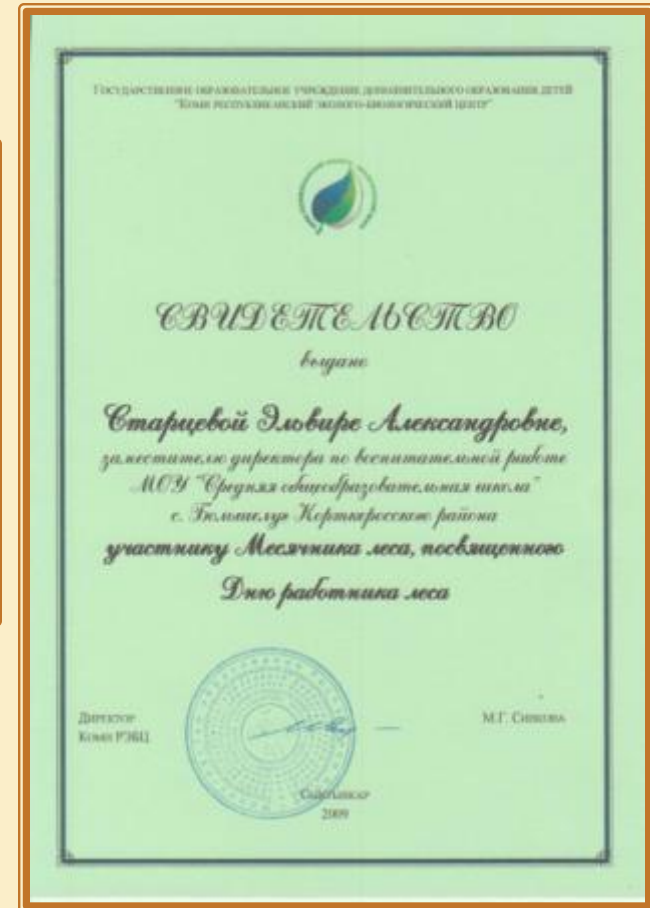 Государственное образовательное учреждение дополнительного образования детей
"Коми республиканский эколого-биологический центр"
СВИДЕТЕЛЬСТВО
выдано
Старцевой Эльвире Александровне,
заместителю директора по воспитательной работе
МОУ "Средняя общеобразовательная школа"
с. Большелуг Корткеросского района
участнику Месячника леса, посвященного
Дню работника леса
Директор
Коми РЭБЦ
М.Г.
Сыктывкар
2009